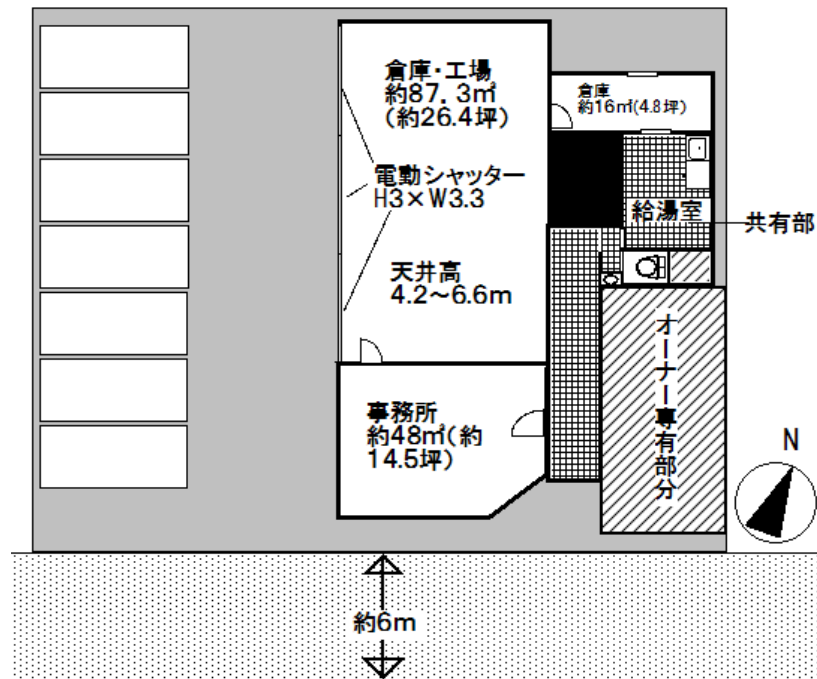 倉庫・工場
約87.3㎡
(約26.4坪)
倉庫
約16㎡(4.8坪)
電動シャッター
H3×W3.3
給湯室
共有部
天井高
4.2～6.6m
オーナー専有部分
事務所
約48㎡(約
14.5坪)
N
約6m